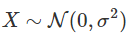 X ∼ 𝒩(0, σ²)